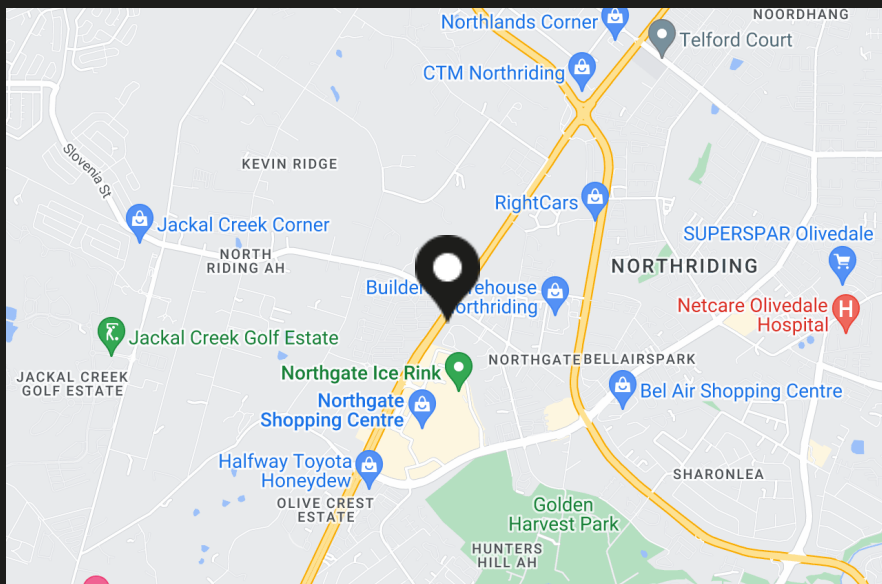 NOORDHANG
Northlands Corner
Telford Court
CTM Northriding
Slovenia St
KEVIN RIDGE
RightCars
Jackal Creek Corner
SUPERSPAR Olivedale
NORTH
RIDING AH
NORTHRIDING
Netcare Olivedale
Hospital
Jackal Creek Golf Estate
NORTHGATE
BELLAIRSPARK
Northgate Ice Rink
JACKAL CREEK
GOLF ESTATE
Bel Air Shopping Centre
Northgate
Shopping Centre
Halfway Toyota
Honeydew
SHARONLEA
OLIVE CREST
ESTATE
Golden
Harvest Park
HUNTERS
HILL AH
H